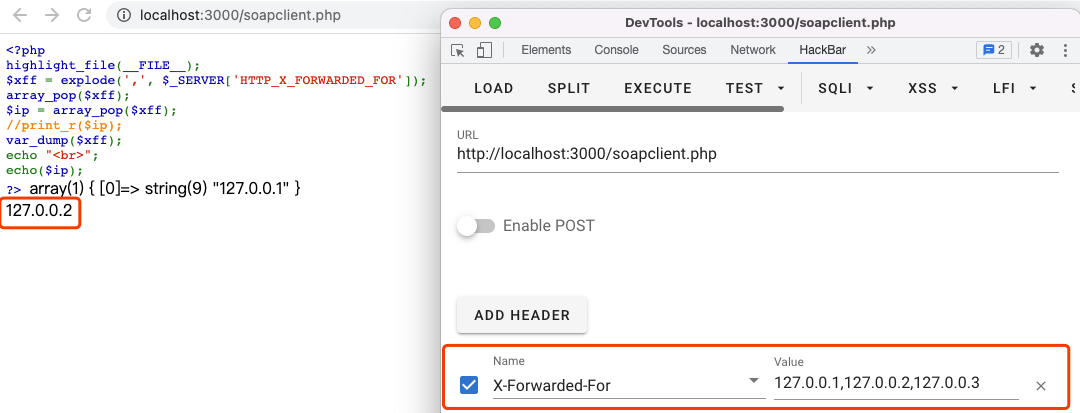 localhost:3000/soapclient.php
<?php
highlight_file(__FILE__);
$xff = explode(',', $_SERVER['HTTP_X_FORWARDED_FOR']);
array_pop($xff);
$ip = array_pop($xff);
//print_r($ip);
var_dump($xff);
echo "<br>";
echo($ip);
?> array(1) { [0]=> string(9) "127.0.0.1" }
127.0.0.2
DevTools - localhost:3000/soapclient.php
Elements Console Sources Network HackBar » 2
LOAD SPLIT EXECUTE TEST SQLI XSS LFI
URL
http://localhost:3000/soapclient.php
Enable POST
ADD HEADER
Name Value
X-Forwarded-For 127.0.0.1,127.0.0.2,127.0.0.3